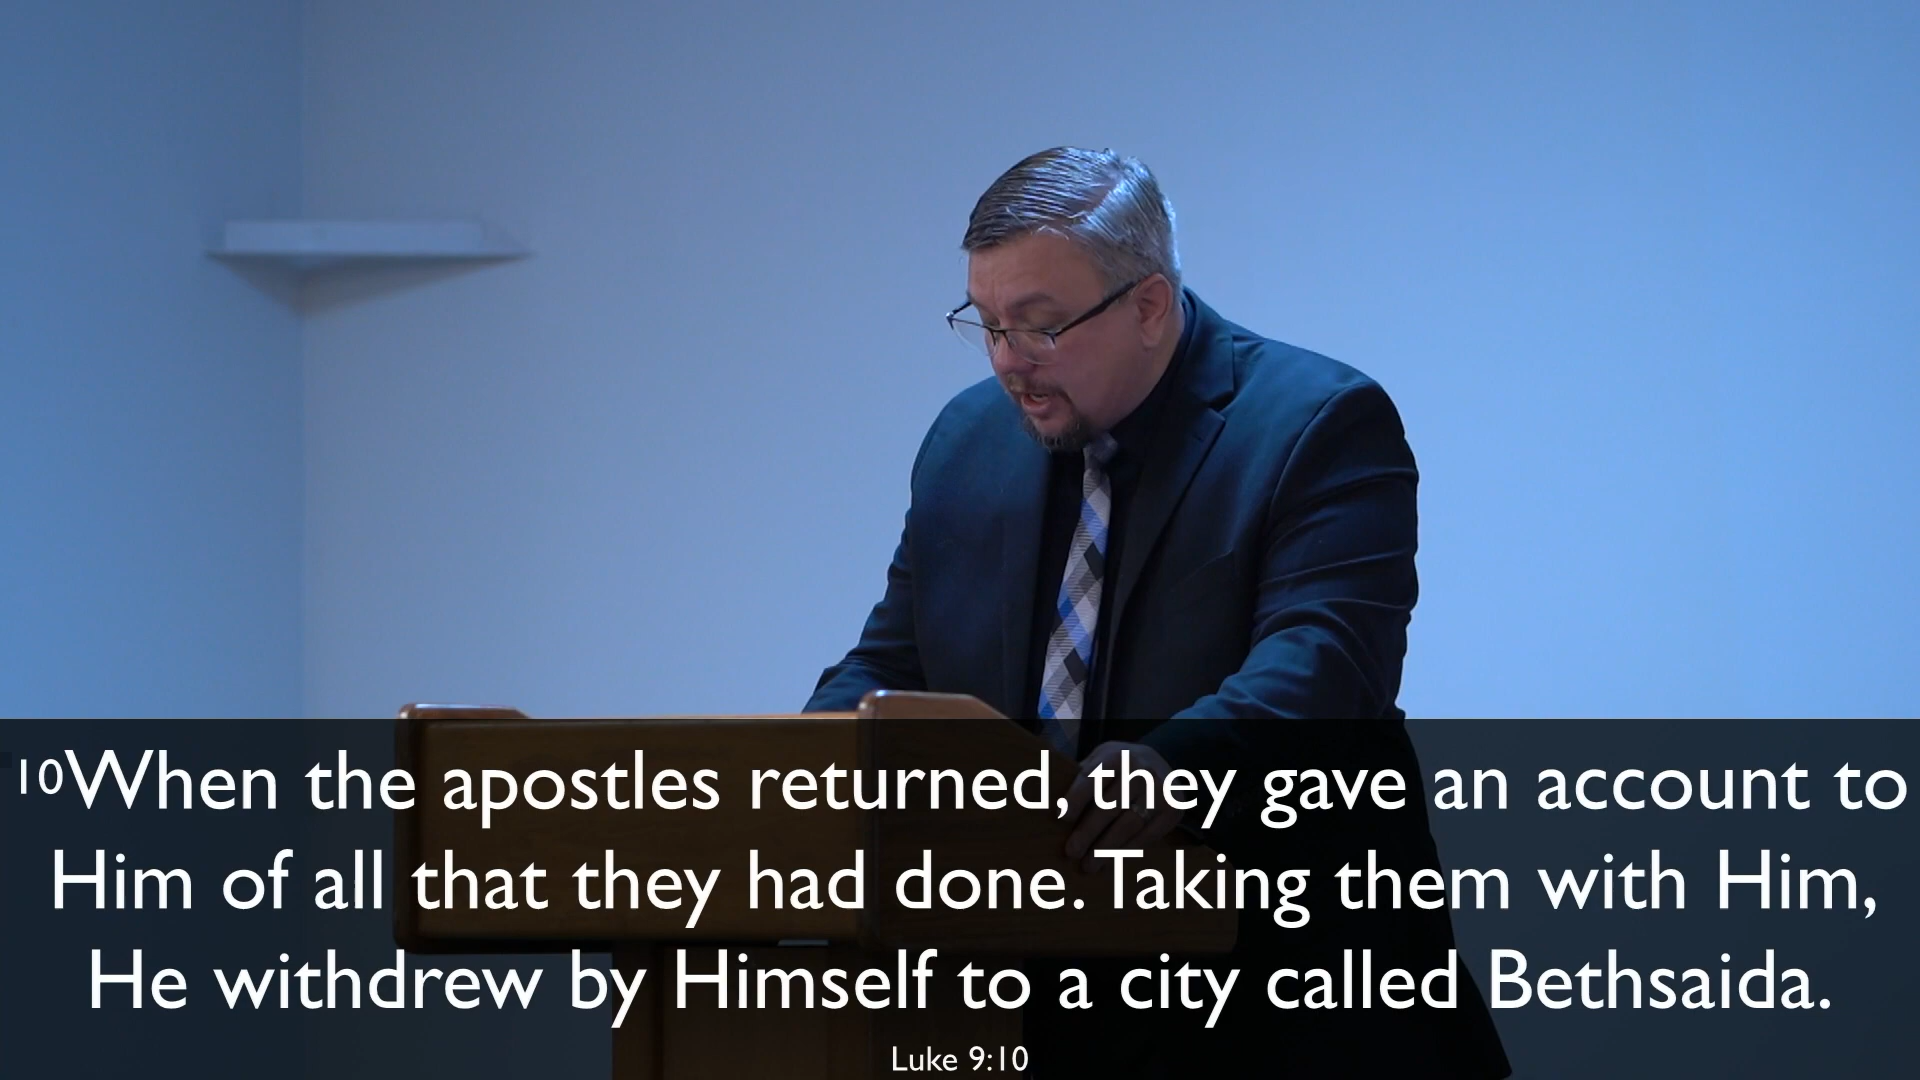 10When the apostles returned, they gave an account to
Him of all that they had done. Taking them with Him,
He withdrew by Himself to a city called Bethsaida.
Luke 9:10